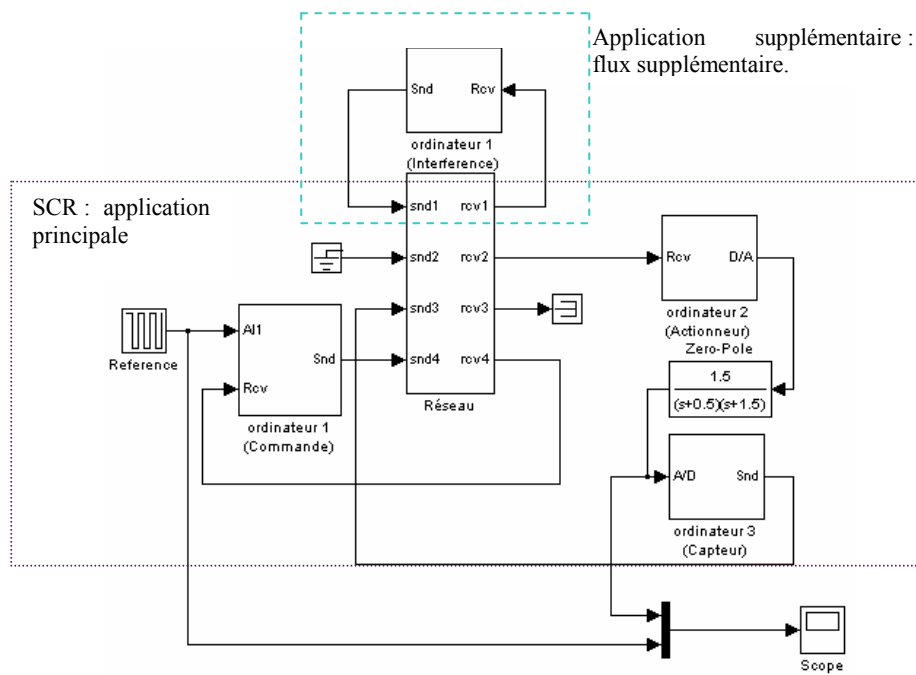 Application supplémentaire :
flux supplémentaire.
Snd Rcv
ordinateur 1
(Interference)
SCR : application
principale
snd1 rcv1
snd2 rcv2
snd3 rcv3
snd4 rcv4
Réseau
Reference
AI1
Snd
Rcv
ordinateur 1
(Commande)
Rcv D/A
ordinateur 2
(Actionneur)
Zero-Pole
1.5
(s+0.5)(s+1.5)
A/D Snd
ordinateur 3
(Capteur)
Scope